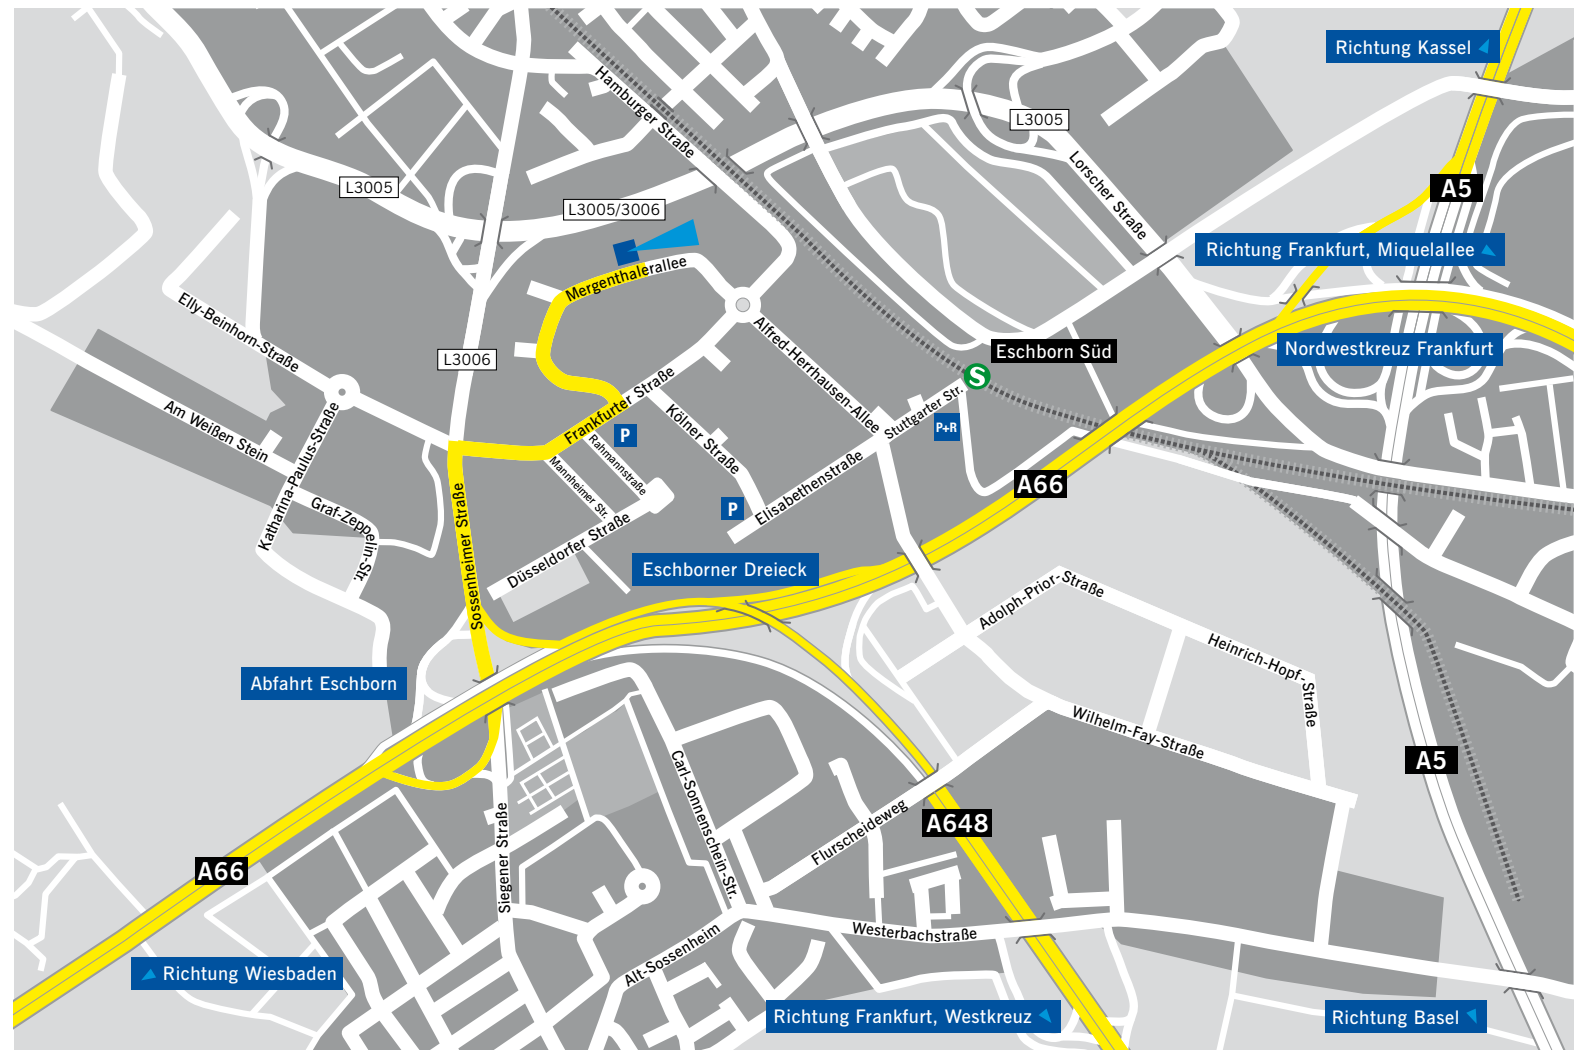 Richtung Kassel
Hamburger Straße
L3005
Lorscher Straße
L3005
A5
L3005/3006
Richtung Frankfurt, Miquelallee
Mergenthalerallee
Elly-Beinhorn-Straße
Alfred-Herrhausen-Allee
Eschborn Süd
Nordwestkreuz Frankfurt
L3006
S
Frankfurter Straße
Stuttgarter Str.
Kölner Straße
P+R
P
Am Weißen Stein
Katharina-Paulus-Straße
Rahmannstraße
Mannheimer Str.
Elisabethenstraße
A66
Graf-Zeppelin-Str.
P
Sossenheimer Straße
Düsseldorfer Straße
Eschborner Dreieck
Adolph-Prior-Straße
Heinrich-Hopf-Straße
Abfahrt Eschborn
Wilhelm-Fay-Straße
A5
Carl-Sonnenschein-Str.
Flurscheideweg
A648
Siegener Straße
A66
Westerbachstraße
Alt-Sossenheim
Richtung Wiesbaden
Richtung Frankfurt, Westkreuz
Richtung Basel